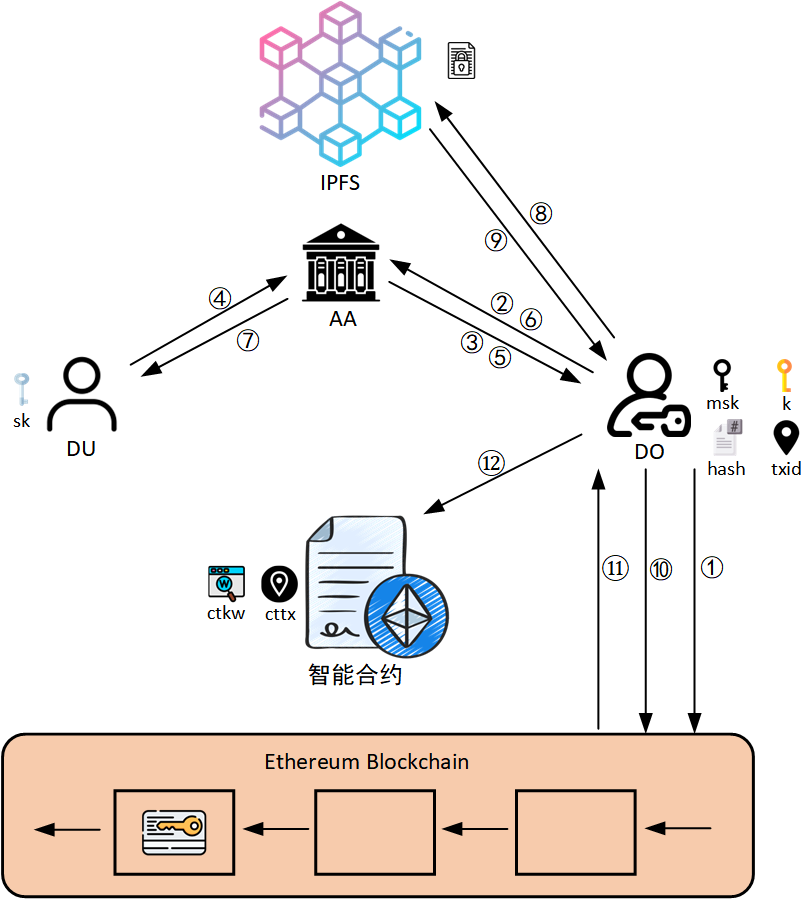 IPFS
⑧
⑨
AA
④
⑦
②
⑥
③
⑤
sk
DU
DO
msk
k
hash
txid
⑫
ctkw
cttx
智能合约
⑪
⑩
①
Ethereum Blockchain
W
#